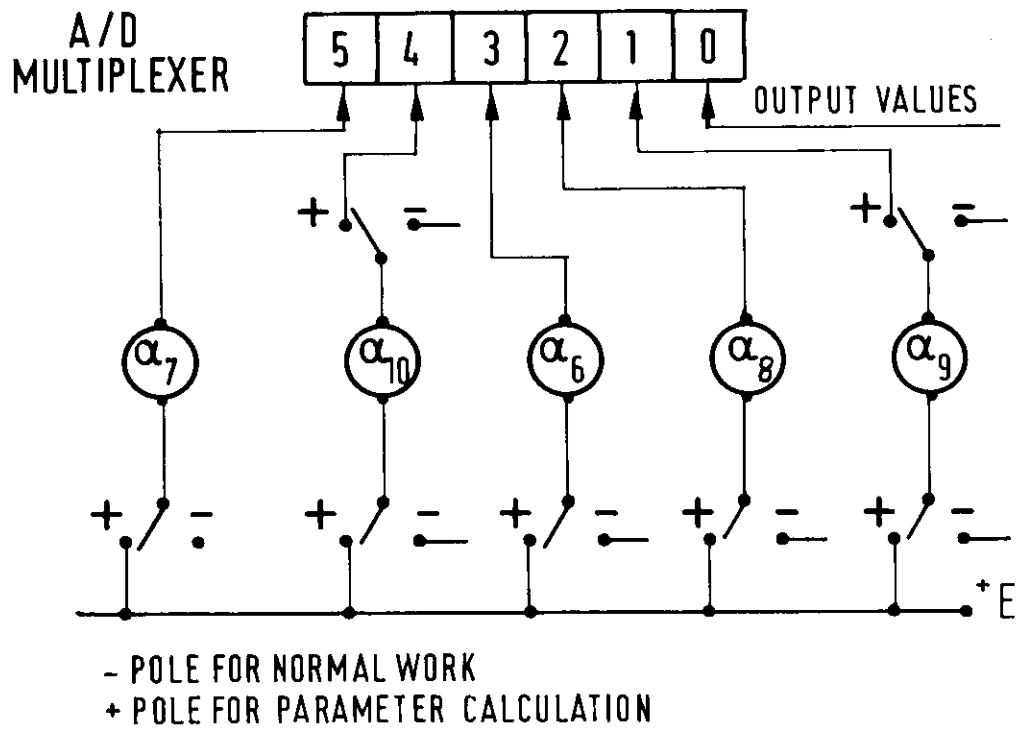 A/D
MULTIPLEXER
5 4 3 2 1 0
OUTPUT VALUES
+ - + -
α7 α10 α6 α8 α9
+ - + - + - + - + -
+E
- POLE FOR NORMAL WORK
+ POLE FOR PARAMETER CALCULATION